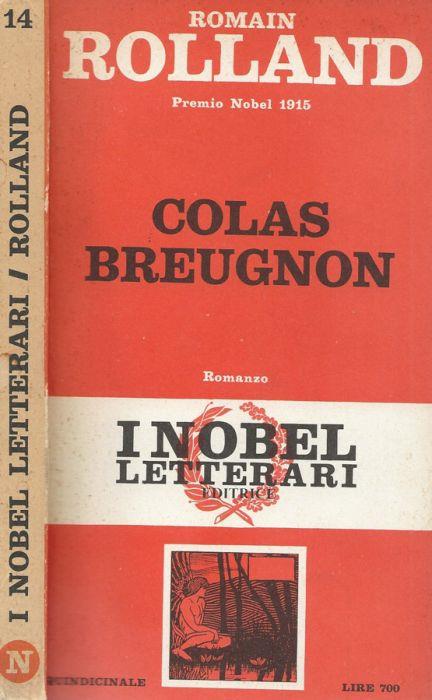 14
I NOBEL LETTERARI / ROLLAND
N
ROMAIN
ROLLAND
Premio Nobel 1915
COLAS
BREUGNON
Romanzo
I NOBEL
LETTERARI
EDITRICE
QUINDICINALE
LIRE 700